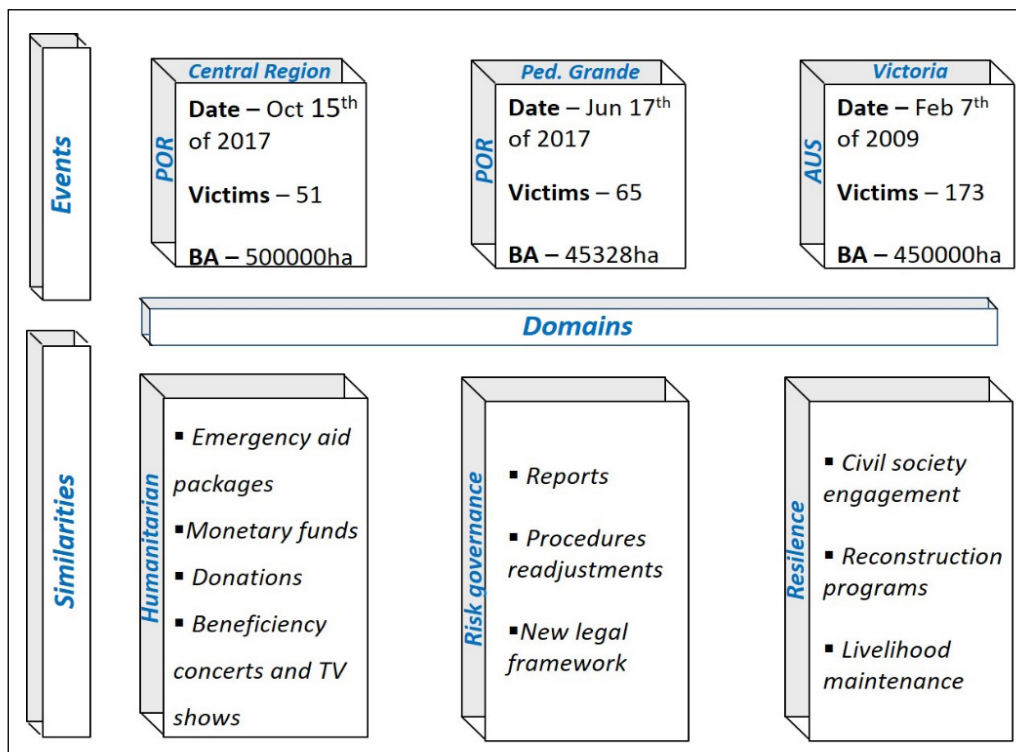 Events
Central Region
POR
Date – Oct 15th
of 2017
Victims – 51
BA – 500000ha
Ped. Grande
POR
Date – Jun 17th
of 2017
Victims – 65
BA – 45328ha
Victoria
AUS
Date – Feb 7th
of 2009
Victims – 173
BA – 450000ha
Domains
Similarities
Humanitarian
▪ Emergency aid
packages
▪Monetary funds
▪ Donations
▪ Beneficiency
concerts and TV
shows
Risk governance
▪ Reports
▪ Procedures
readjustments
▪New legal
framework
Resilence
▪ Civil society
engagement
▪ Reconstruction
programs
▪ Livelihood
maintenance